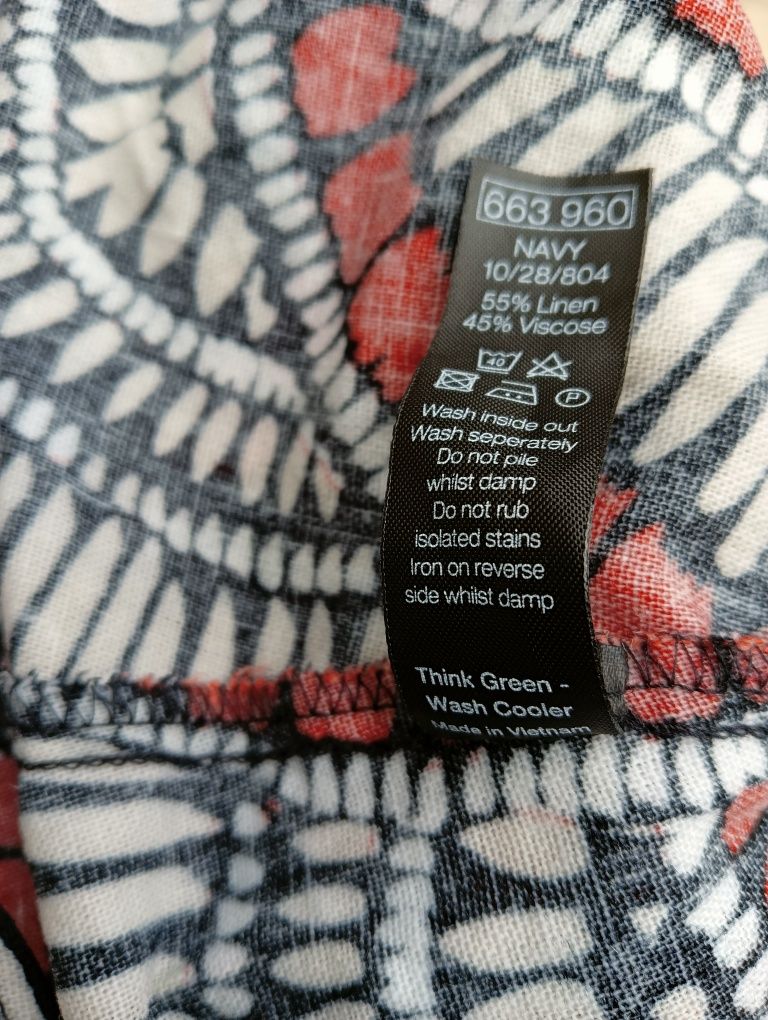 663 960
NAVY
10/28/804
55% Linen
45% Viscose
40
P
Wash inside out
Wash seperately
Do not pile
whilst damp
Do not rub
isolated stains
Iron on reverse
side whilst damp
Think Green -
Wash Cooler
Made in Vietnam